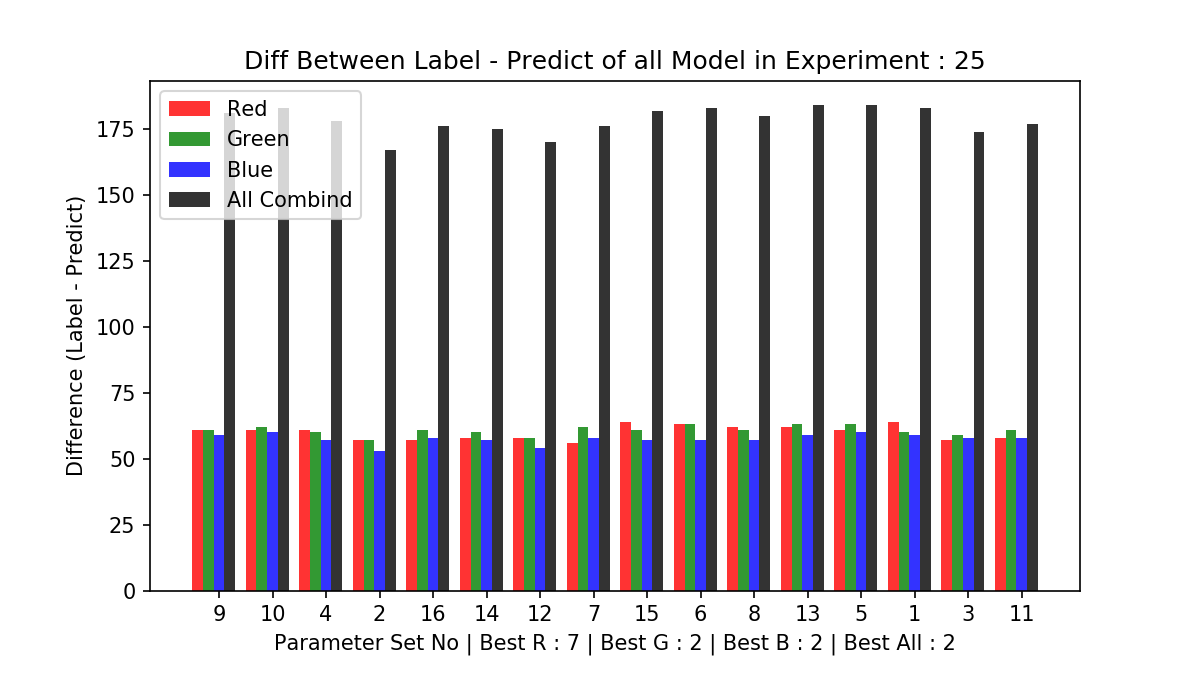 Diff Between Label - Predict of all Model in Experiment : 25
Red
Green
Blue
All Combind
Difference (Label - Predict)
175
150
125
100
75
50
25
0
9 10 4 2 16 14 12 7 15 6 8 13 5 1 3 11
Parameter Set No | Best R : 7 | Best G : 2 | Best B : 2 | Best All : 2